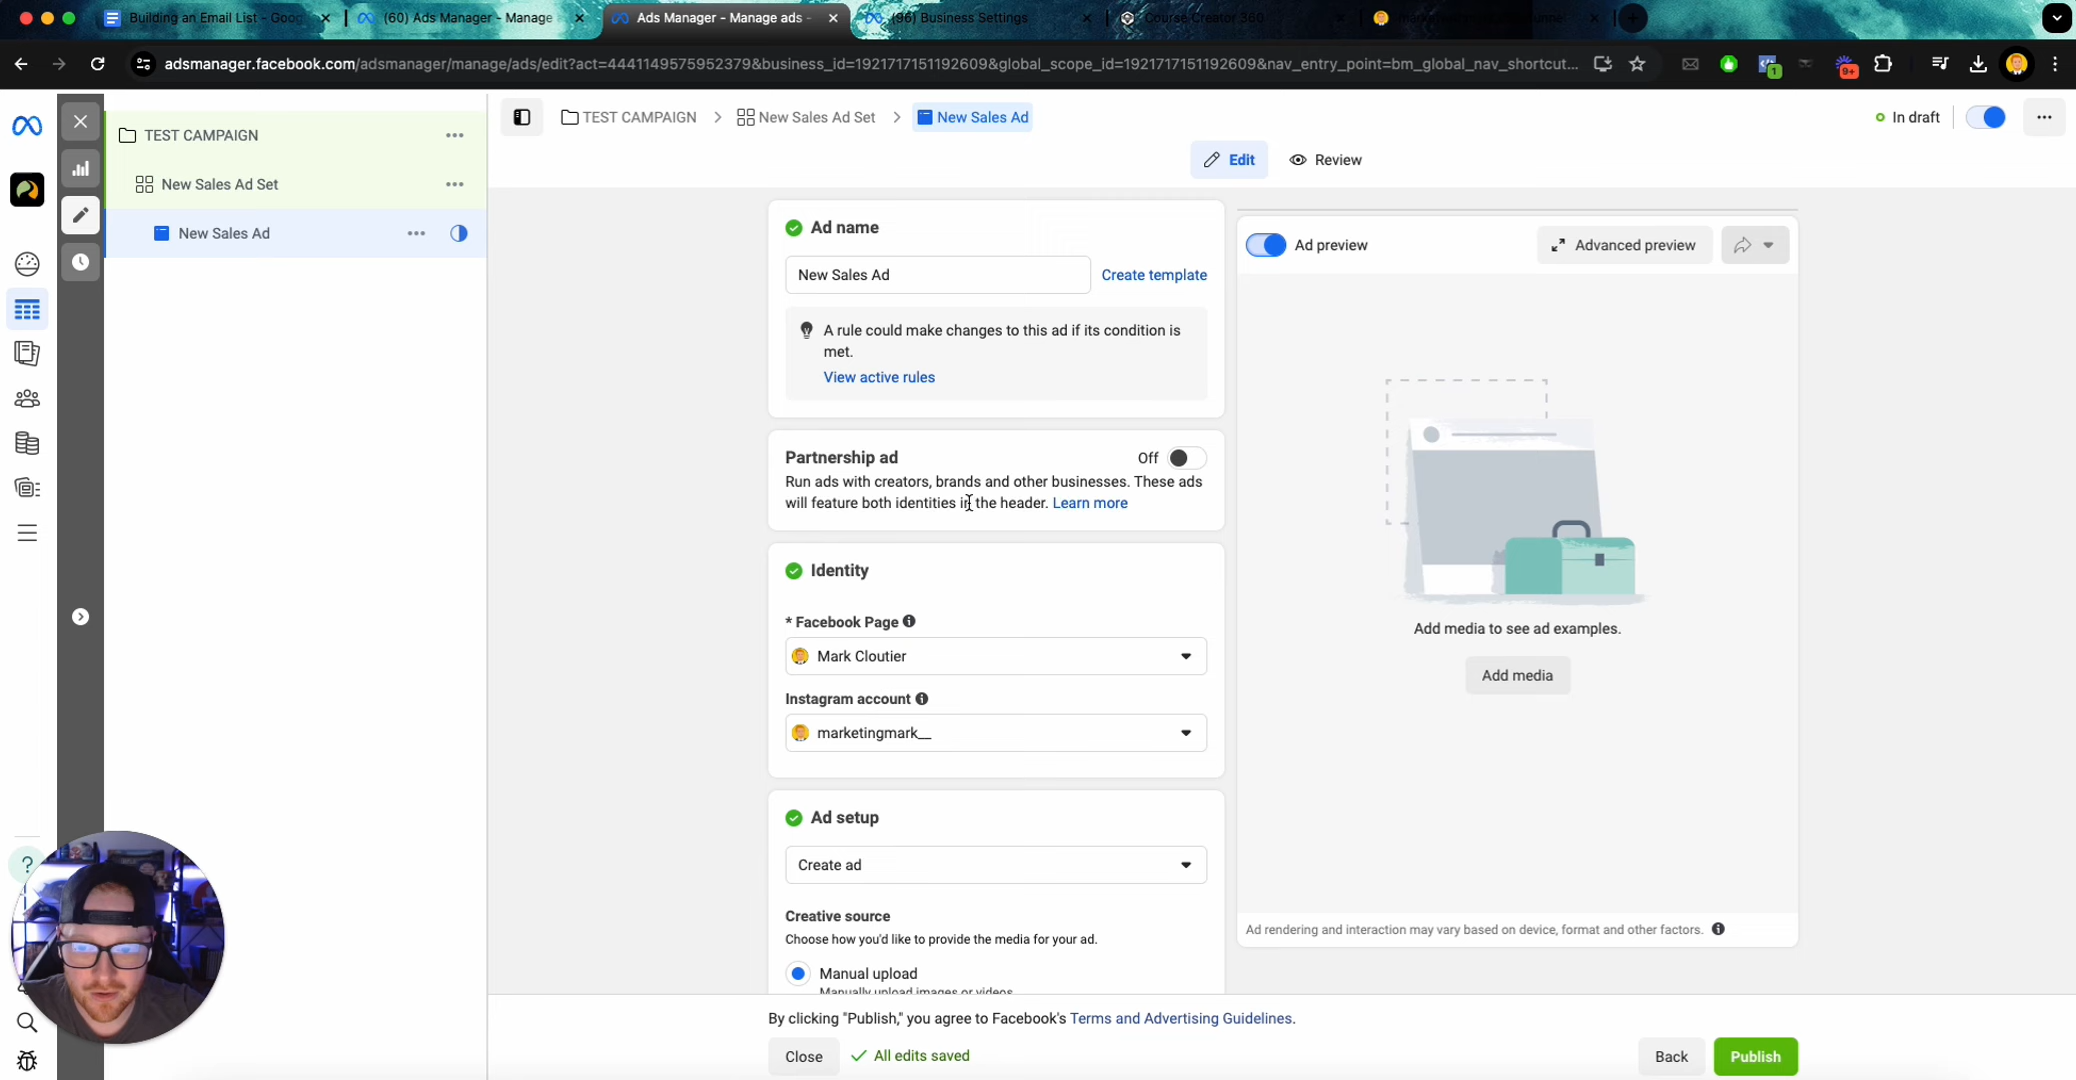 Building an Email List - Goog
(60) Ads Manager - Manage
Ads Manager - Manage ads -
(96) Business Settings
Course Creator 360
adsmanager.facebook.com/adsmanager/manage/ads/edit?act=4441149575952379&business_id=1921717151192609&global_scope_id=1921717151192609&nav_entry_point=bm_global_nav_shortcut...
1
9+
TEST CAMPAIGN
New Sales Ad Set
New Sales Ad
TEST CAMPAIGN > New Sales Ad Set > New Sales Ad
In draft
Edit
Review
Ad name
New Sales Ad
Create template
A rule could make changes to this ad if its condition is
met.
View active rules
Partnership ad
Off
Run ads with creators, brands and other businesses. These ads
will feature both identities in the header. Learn more
Identity
* Facebook Page
Mark Cloutier
Instagram account
marketingmark__
Ad setup
Create ad
Creative source
Choose how you'd like to provide the media for your ad.
Manual upload
Manually upload images or videos
Ad preview
Advanced preview
Add media to see ad examples.
Add media
Ad rendering and interaction may vary based on device, format and other factors.
By clicking "Publish," you agree to Facebook's Terms and Advertising Guidelines.
Close
All edits saved
Back
Publish